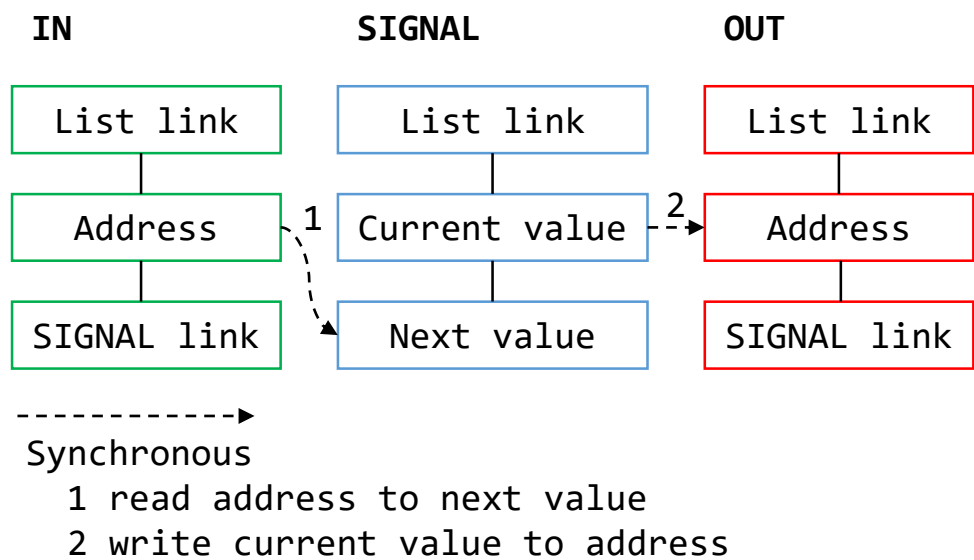 IN SIGNAL OUT
List link List link List link
Address 1 Current value 2 Address
SIGNAL link Next value SIGNAL link
Synchronous
1 read address to next value
2 write current value to address